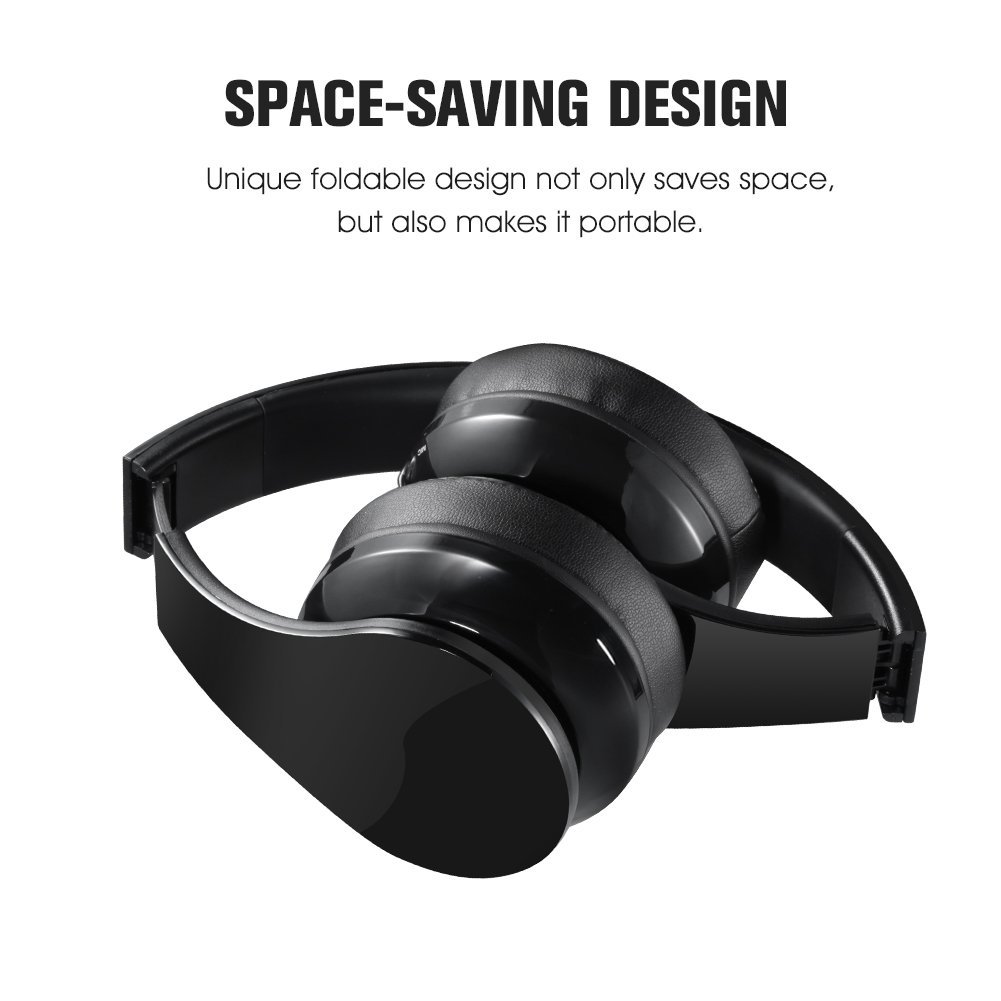 SPACE-SAVING DESIGN
Unique foldable design not only saves space,
but also makes it portable.